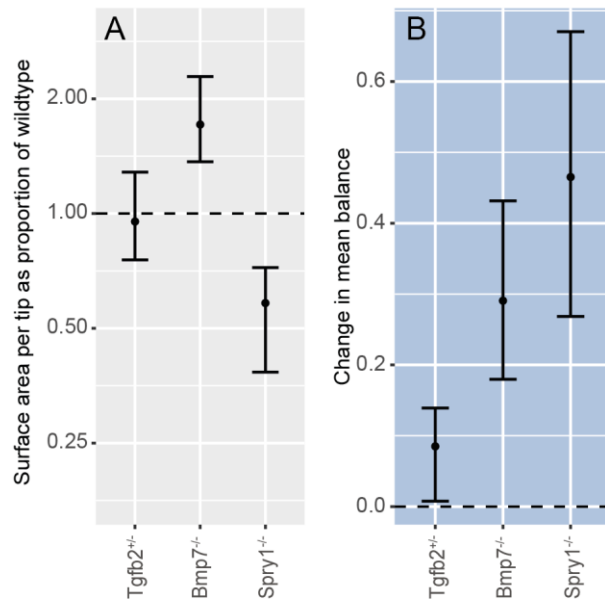 A
Surface area per tip as proportion of wildtype
2.00
1.00
0.50
0.25
Tgfb2+/-
Bmp7-/-
Spry1-/-
B
Change in mean balance
0.6
0.4
0.2
0.0
Tgfb2+/-
Bmp7-/-
Spry1-/-